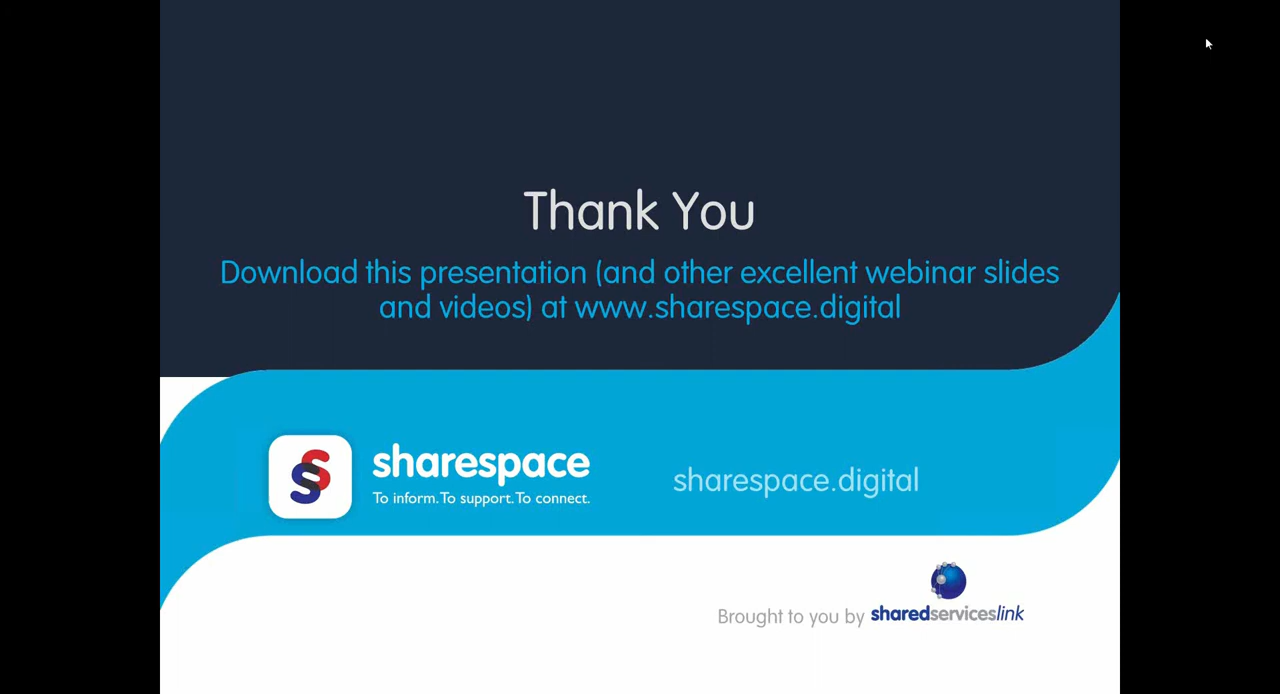 Thank You
Download this presentation (and other excellent webinar slides
and videos) at www.sharespace.digital
sharespace
To inform. To support. To connect.
sharespace.digital
Brought to you by sharedserviceslink